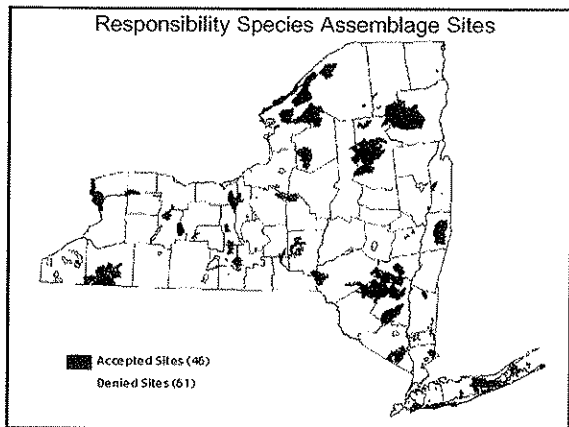 Responsibility Species Assemblage Sites
Accepted Sites (46)
Denied Sites (61)